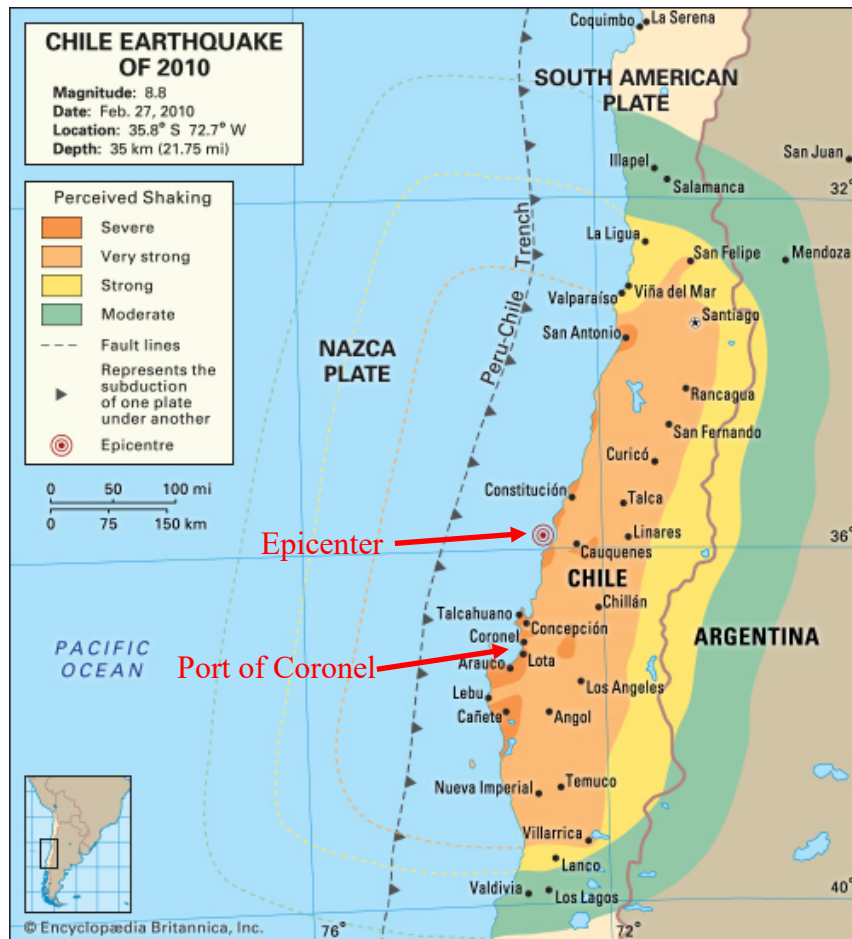 CHILE EARTHQUAKE
OF 2010
Magnitude: 8.8
Date: Feb. 27, 2010
Location: 35.8° S 72.7° W
Depth: 35 km (21.75 mi)
Perceived Shaking
Severe
Very strong
Strong
Moderate
Fault lines
Represents the
subduction
of one plate
under another
Epicentre
0 50 100 mi
0 75 150 km
Coquimbo
La Serena
SOUTH AMERICAN
PLATE
San Juan
Illapel
Salamanca
32°
La Ligua
San Felipe
Mendoza
Peru-Chile Trench
Viña del Mar
Valparaíso
Santiago
San Antonio
NAZCA
PLATE
Rancagua
San Fernando
Curicó
Constitución
Talca
Epicenter
Linares
36°
Cauquenes
CHILE
Chillán
Talcahuano
Concepción
Coronel
ARGENTINA
PACIFIC
OCEAN
Port of Coronel
Arauco
Lota
Los Angeles
Lebu
Cañete
Angol
Nueva Imperial
Temuco
Villarrica
Lanco
Valdivia
Los Lagos
40°
© Encyclopædia Britannica, Inc.
76°
72°